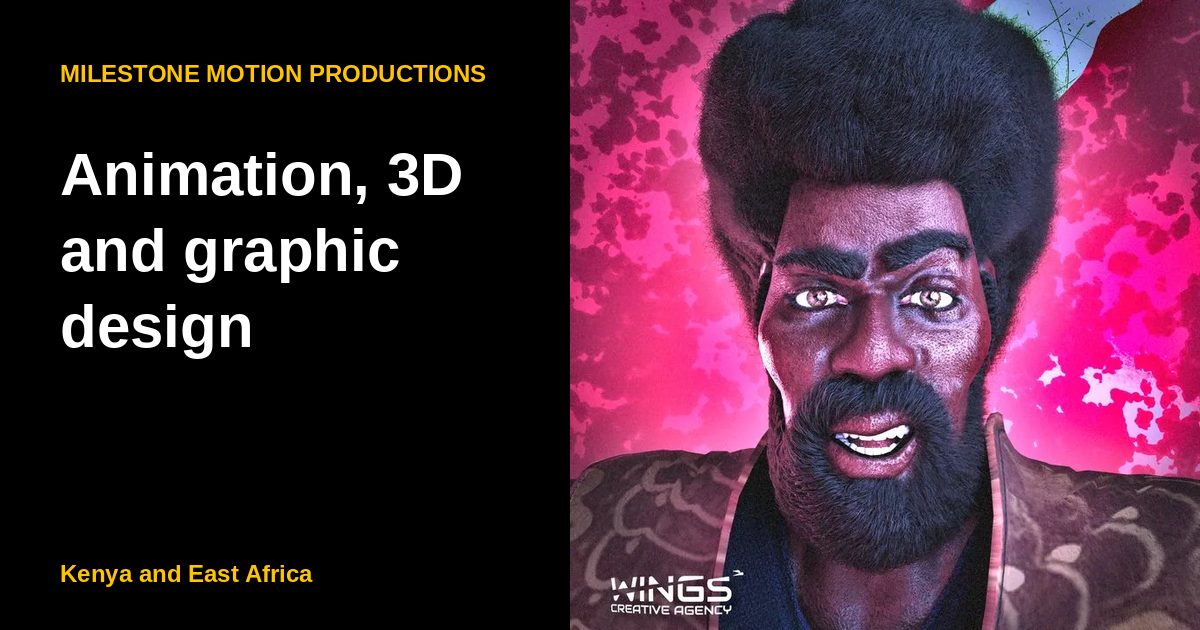 MILESTONE MOTION PRODUCTIONS
Animation, 3D
and graphic
design
Kenya and East Africa
WINGS
CREATIVE AGENCY